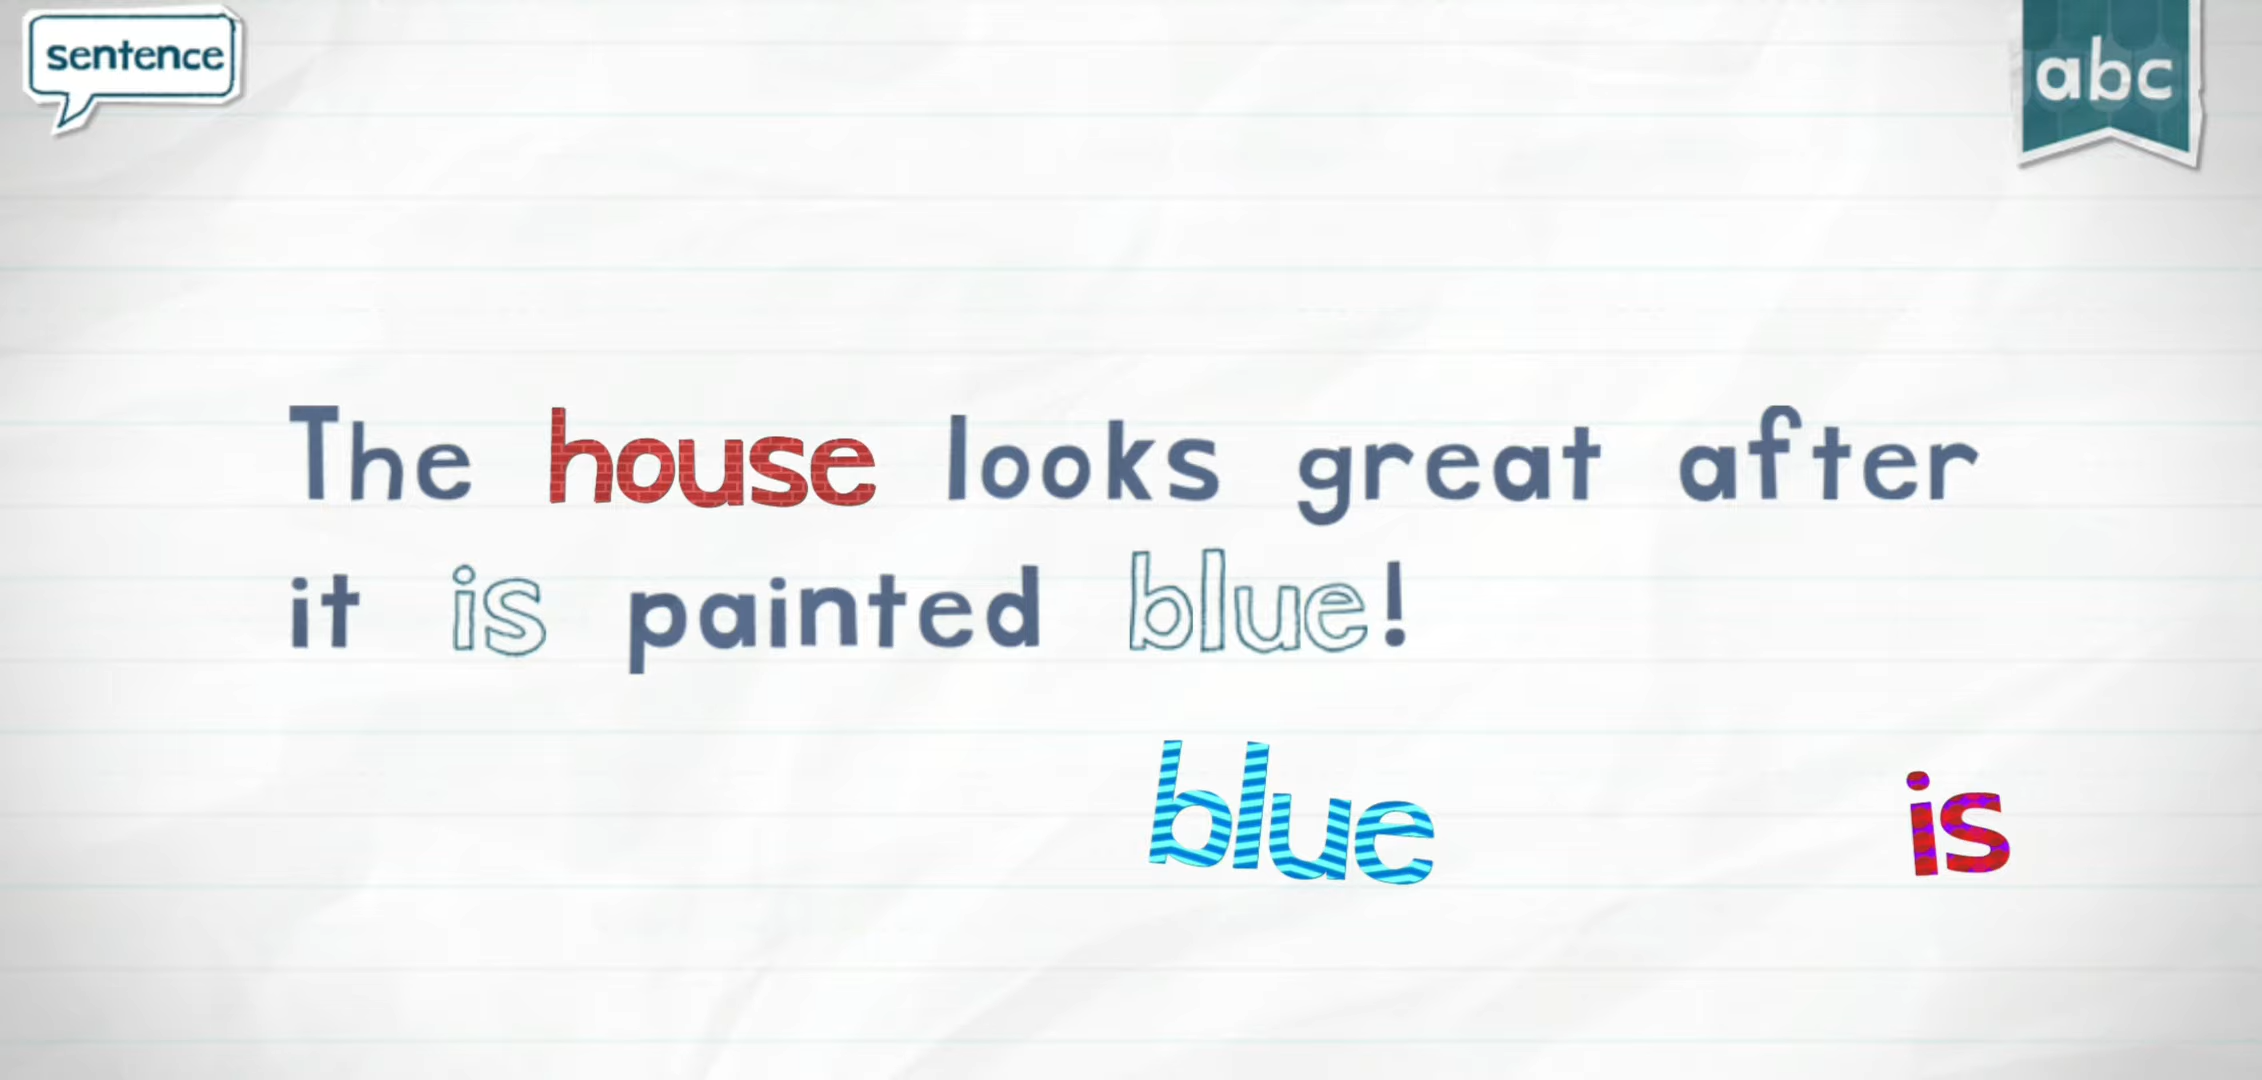 sentence
abc
The house looks great after
it is painted blue!
blue
is